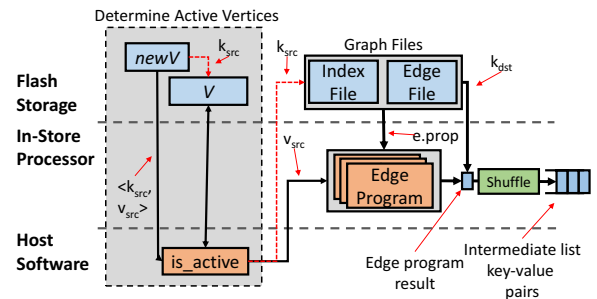 Determine Active Vertices
newV
k_src
V
k_src
Graph Files
Index
File
Edge
File
k_dst
Flash
Storage
In-Store
Processor
<k_src,
v_src>
v_src
e.prop
Edge
Program
Shuffle
Host
Software
is_active
Edge program
result
Intermediate list
key-value
pairs